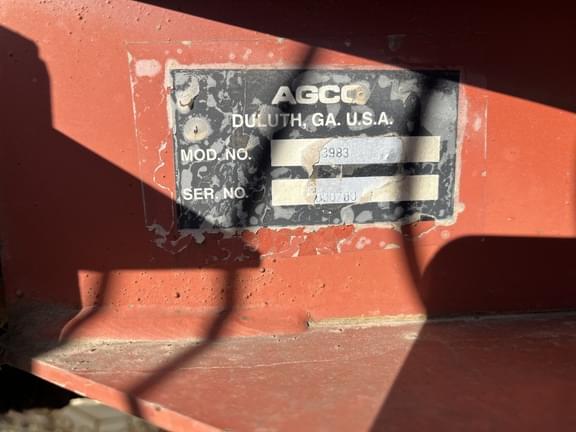 AGCO
DULUTH, GA. U.S.A.
MOD. NO. 3983
SER. NO.